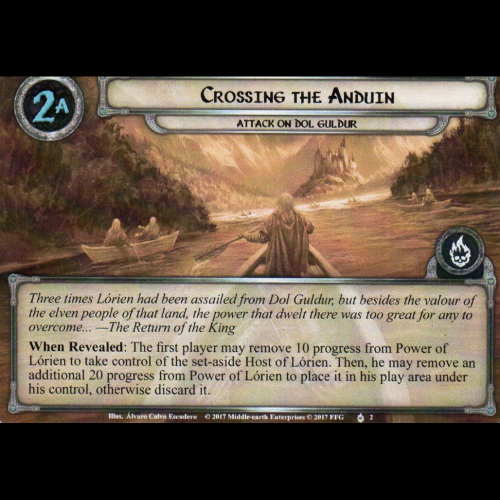 2A
Crossing the Anduin
Attack on Dol Guldur
Three times Lórien had been assailed from Dol Guldur, but besides the valour of
the elven people of that land, the power that dwelt there was too great for any to
overcome... —The Return of the King
When Revealed: The first player may remove 10 progress from Power of
Lórien to take control of the set-aside Host of Lórien. Then, he may remove an
additional 20 progress from Power of Lórien to place it in his play area under
his control, otherwise discard it.
Illus. Álvaro Calvo Escudero © 2017 Middle-earth Enterprises © 2017 FFG 2